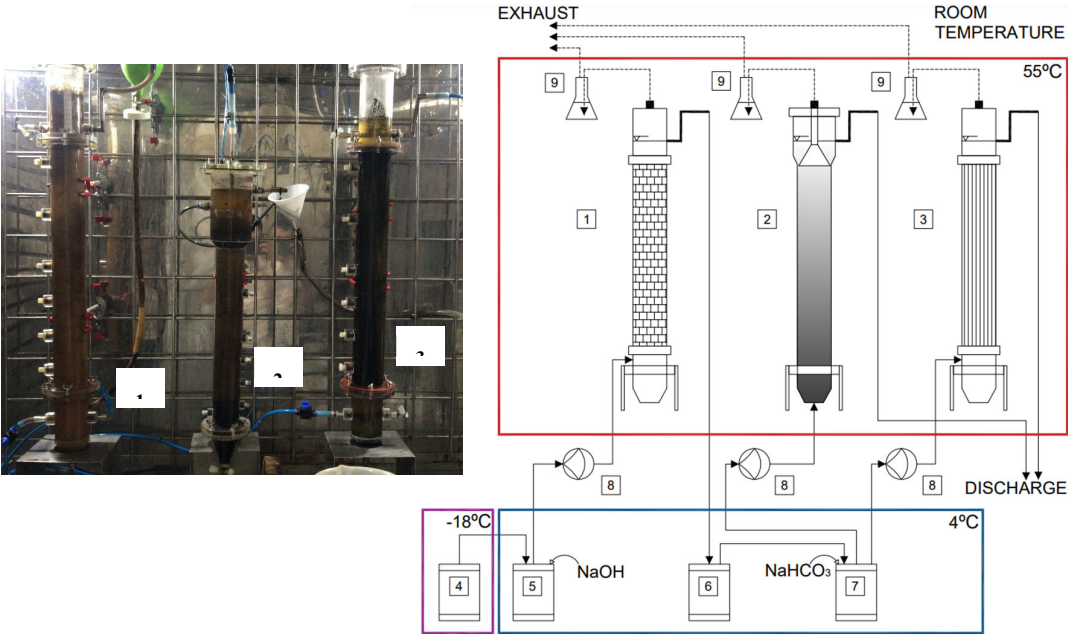 EXHAUST
ROOM
TEMPERATURE
55ºC
9
9
9
1
2
3
8
8
8
DISCHARGE
-18ºC
4ºC
4
5
NaOH
6
NaHCO₃
7